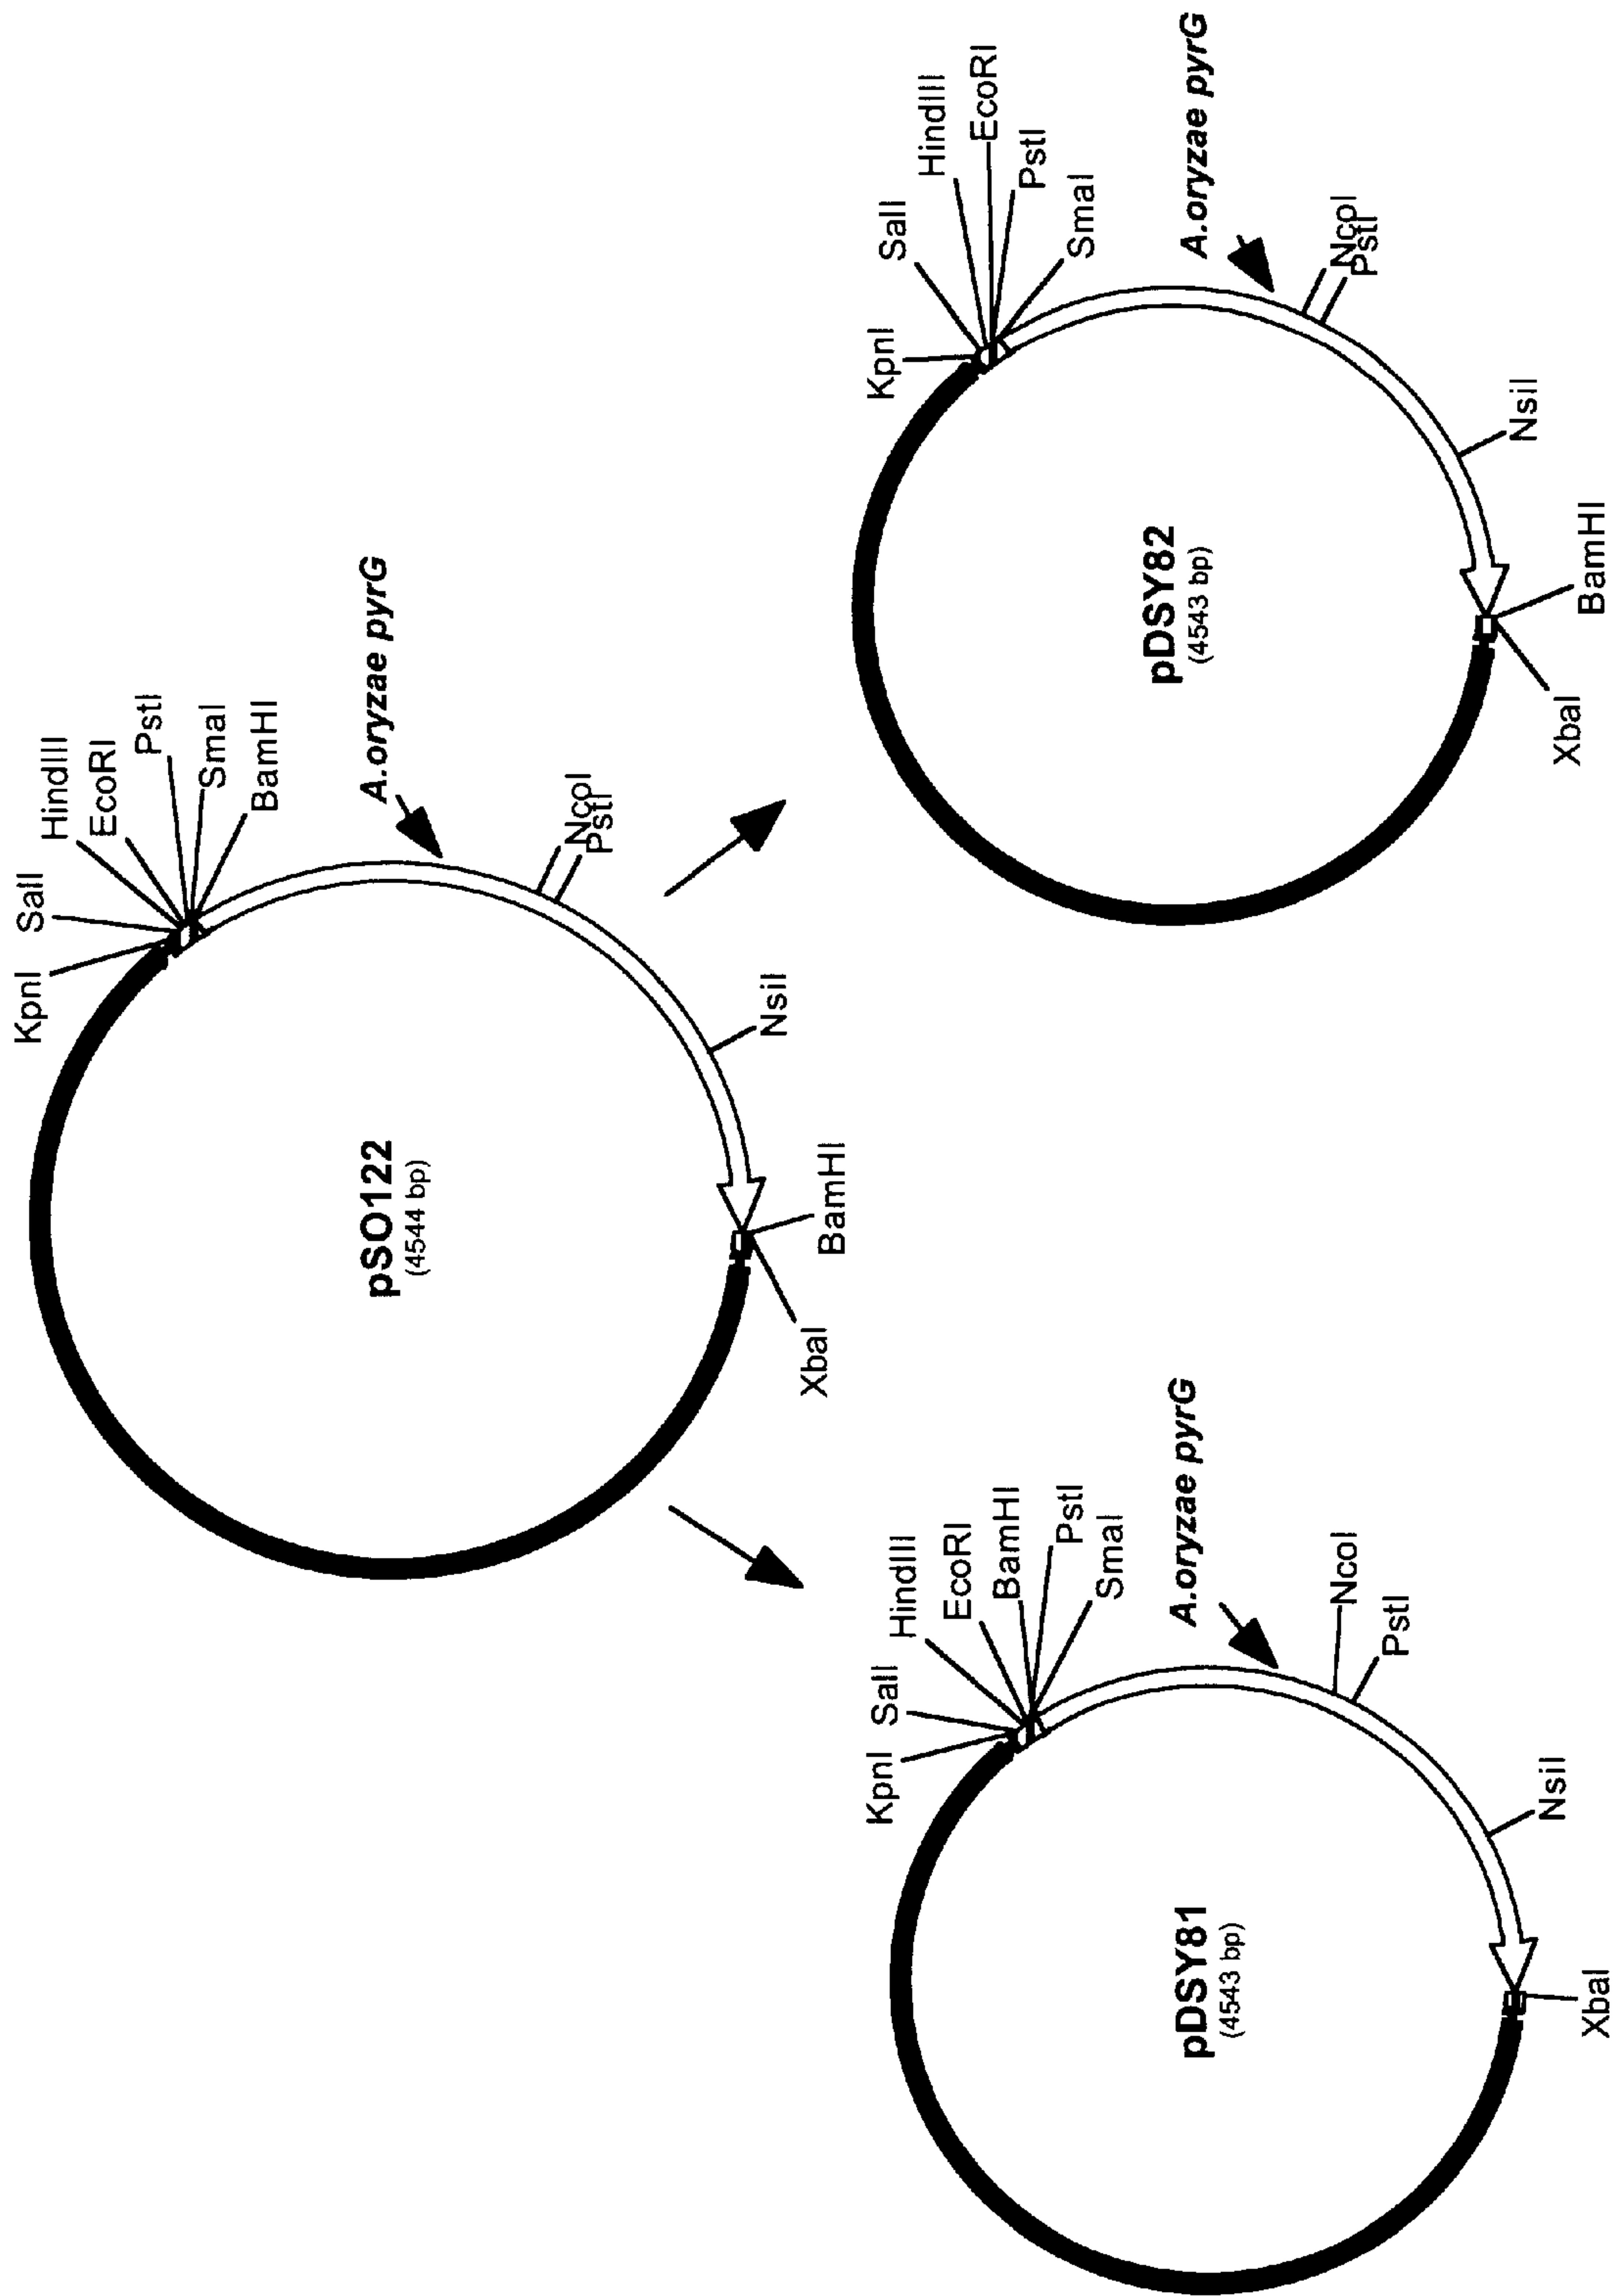 KpnI
SalI
HindIII
EcoRI
PstI
SmaI
BamHI
A.oryzae pyrG
NcoI
PstI
NsiI
BamHI
XbaI
pSO122
(4544 bp)
KpnI
SalI
HindIII
EcoRI
BamHI
PstI
SmaI
A.oryzae pyrG
NcoI
PstI
NsiI
XbaI
pDSY81
(4543 bp)
KpnI
SalI
HindIII
EcoRI
PstI
SmaI
A.oryzae pyrG
NcoI
PstI
NsiI
BamHI
XbaI
pDSY82
(4543 bp)